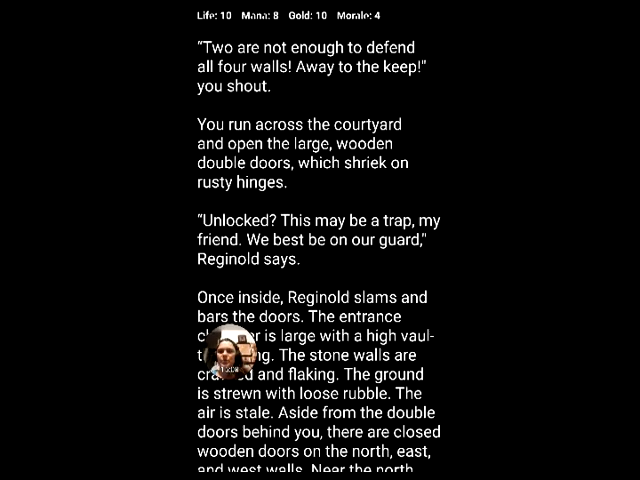 Life: 10 Mana: 8 Gold: 10 Morale: 4
“Two are not enough to defend
all four walls! Away to the keep!”
you shout.
You run across the courtyard
and open the large, wooden
double doors, which shriek on
rusty hinges.
“Unlocked? This may be a trap, my
friend. We best be on our guard,”
Reginold says.
Once inside, Reginold slams and
bars the doors. The entrance
is large with a high vaul-
The stone walls are
and flaking. The ground
is strewn with loose rubble. The
air is stale. Aside from the double
doors behind you, there are closed
wooden doors on the north, east,
and west walls. Near the north